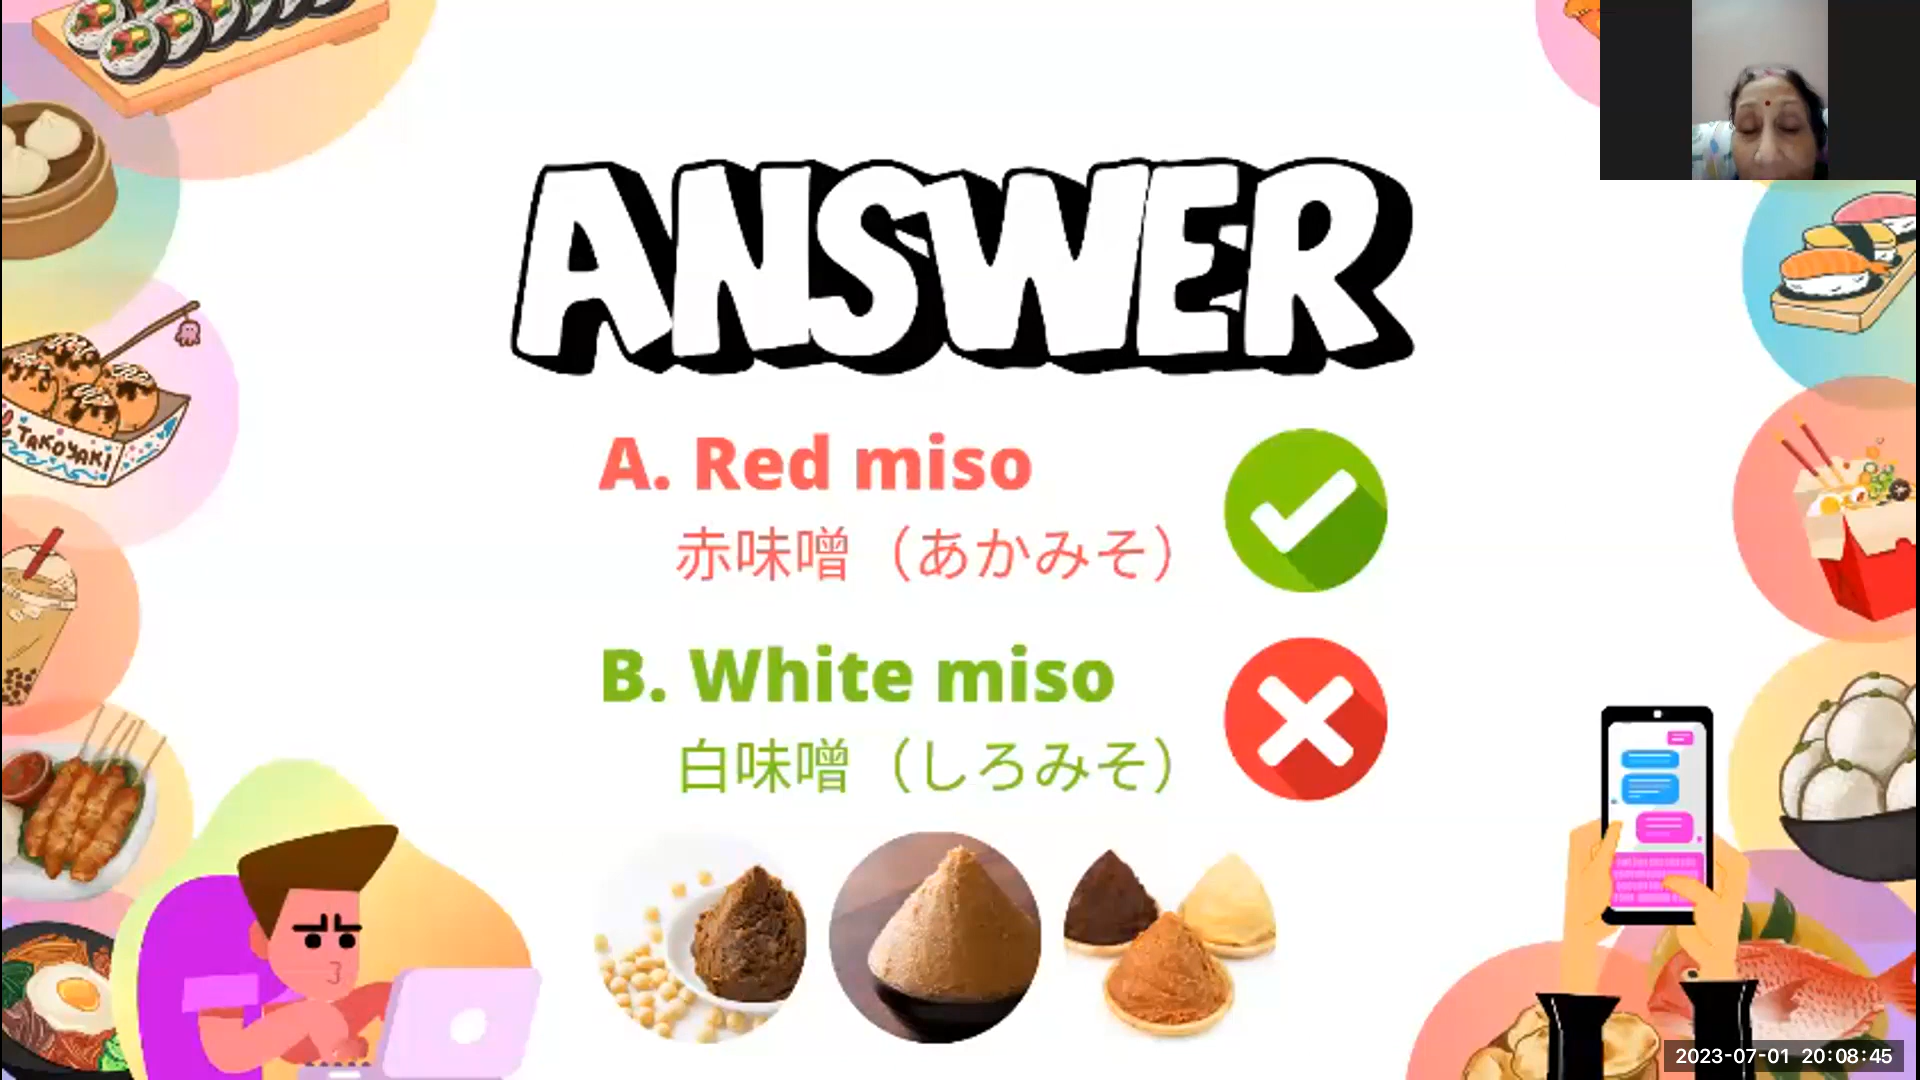 ANSWER
A. Red miso
赤味噌（あかみそ）
B. White miso
白味噌（しろみそ）
TAKOYAKI
2023-07-01 20:08:45